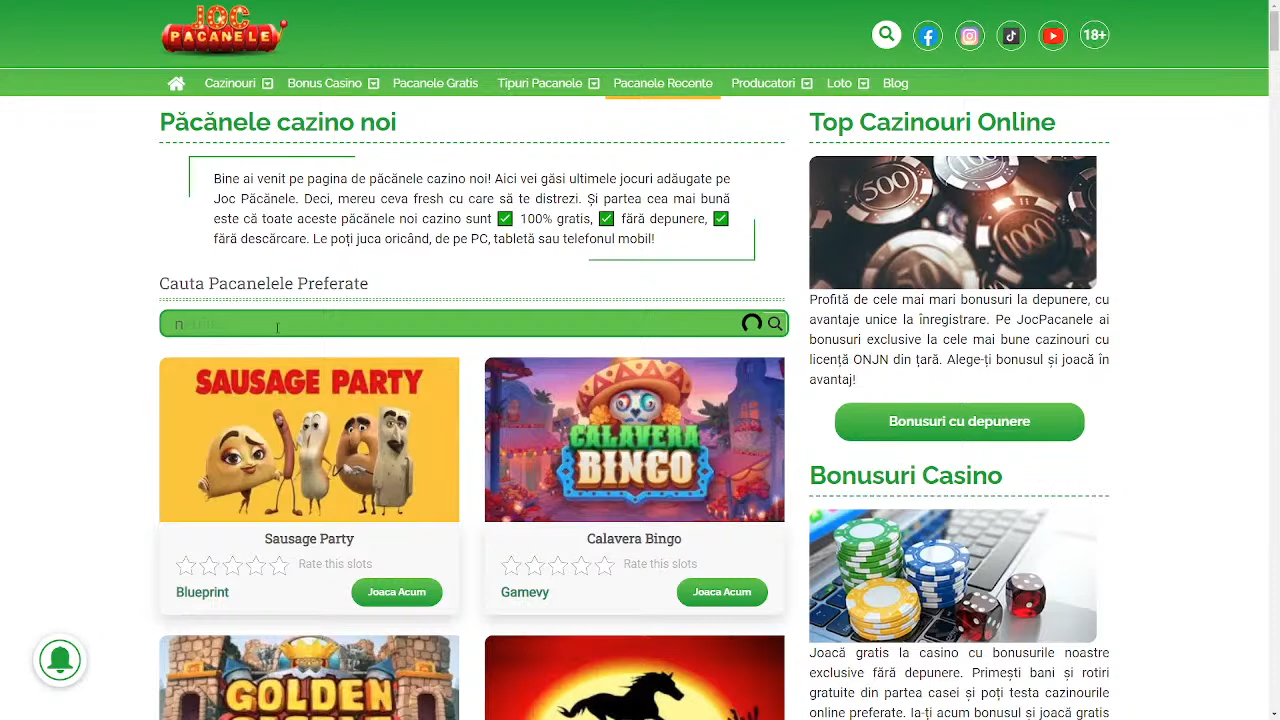 JOC
PACANELE
18+
Cazinouri
Bonus Casino
Pacanele Gratis
Tipuri Pacanele
Pacanele Recente
Producatori
Loto
Blog
Păcănele cazino noi
Bine ai venit pe pagina de păcănele cazino noi! Aici vei găsi ultimele jocuri adăugate pe
Joc Păcănele. Deci, mereu ceva fresh cu care să te distrezi. Și partea cea mai bună
este că toate aceste păcănele noi cazino sunt ✅ 100% gratis, ✅ fără depunere, ✅
fără descărcare. Le poți juca oricând, de pe PC, tabletă sau telefonul mobil!
Cauta Pacanelele Preferate
n
SAUSAGE PARTY
CALAVERA
BINGO
Sausage Party
Rate this slots
Blueprint
Joaca Acum
Calavera Bingo
Rate this slots
Gamevy
Joaca Acum
GOLDEN
Top Cazinouri Online
500
100
1000
Profită de cele mai mari bonusuri la depunere, cu
avantaje unice la înregistrare. Pe JocPacanele ai
bonusuri exclusive la cele mai bune cazinouri cu
licență ONJN din țară. Alege-ți bonusul și joacă în
avantaj!
Bonusuri cu depunere
Bonusuri Casino
Joacă gratis la casino cu bonusurile noastre
exclusive fără depunere. Primești bani și rotiri
gratuite din partea casei și poți testa cazinourile
online preferate. Ia-ți acum bonusul și joacă gratis